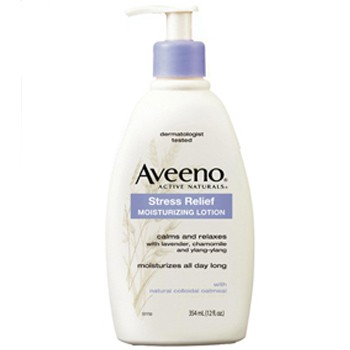 dermatologist
tested
Aveeno®
ACTIVE NATURALS®
Stress Relief
MOISTURIZING LOTION
calms and relaxes
with lavender, chamomile
and ylang-ylang
moisturizes all day long
with
natural colloidal oatmeal
354 mL (12 fl. oz.)